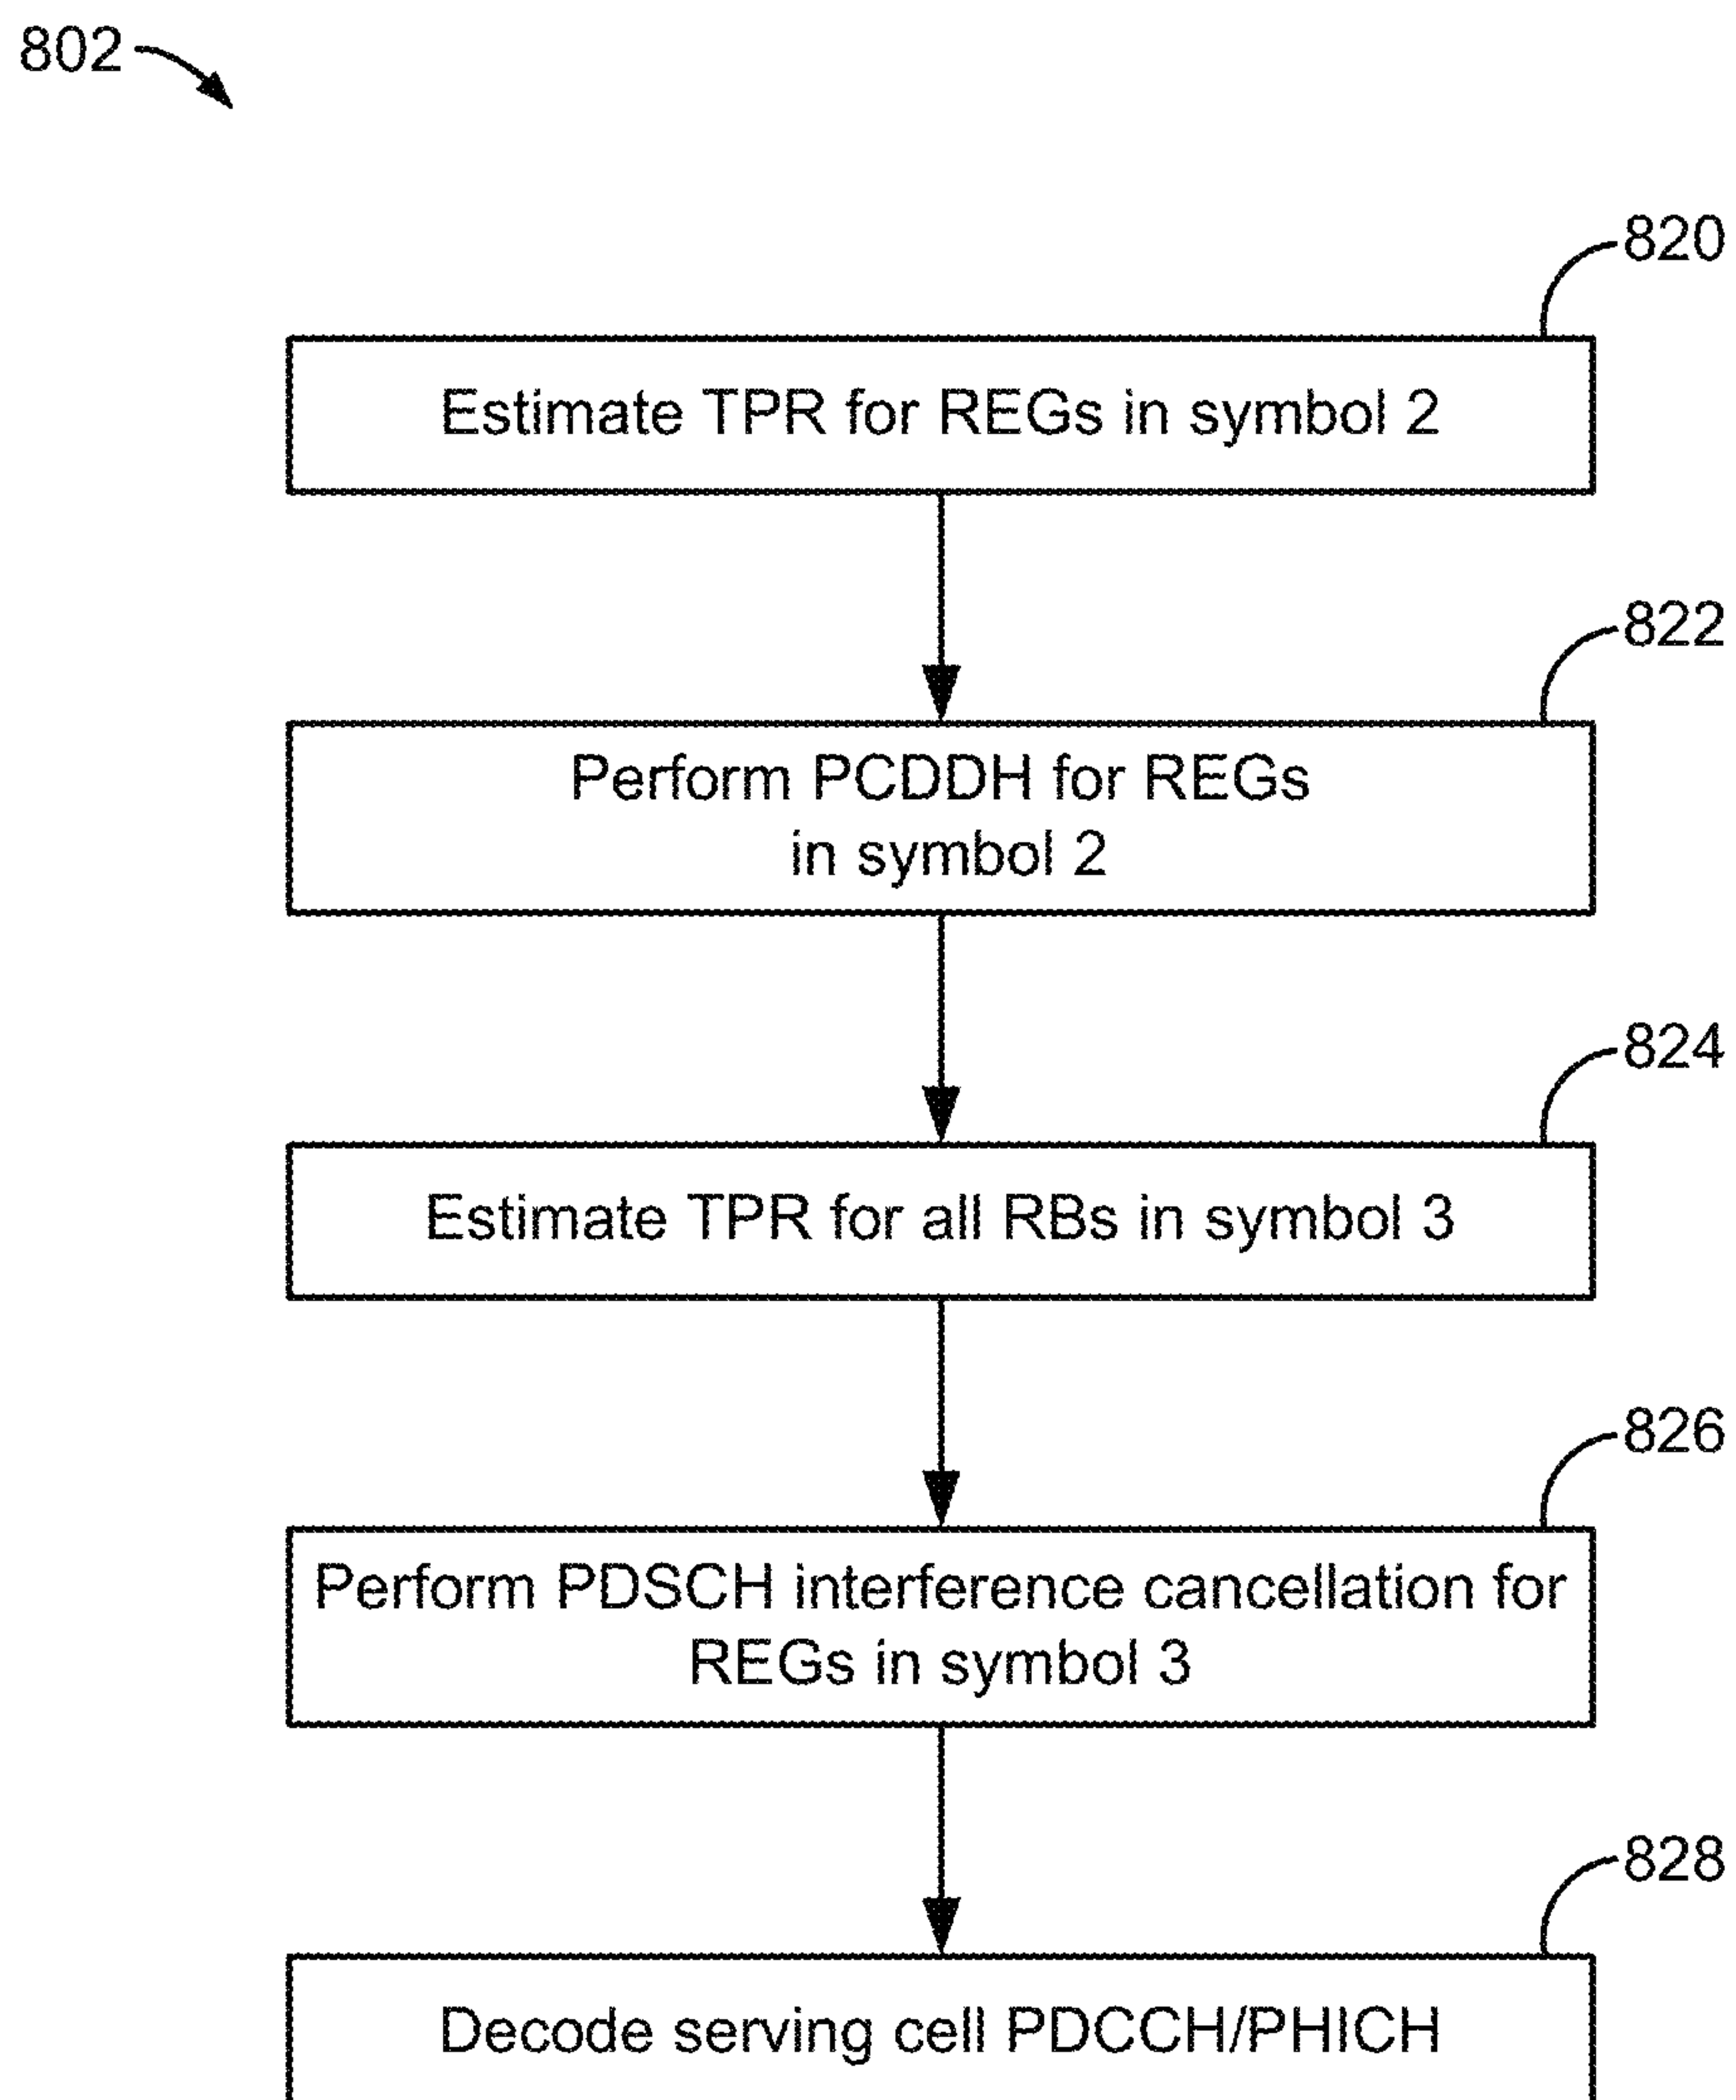 802
820
Estimate TPR for REGs in symbol 2
822
Perform PCDDH for REGs
in symbol 2
824
Estimate TPR for all RBs in symbol 3
826
Perform PDSCH interference cancellation for
REGs in symbol 3
828
Decode serving cell PDCCH/PHICH